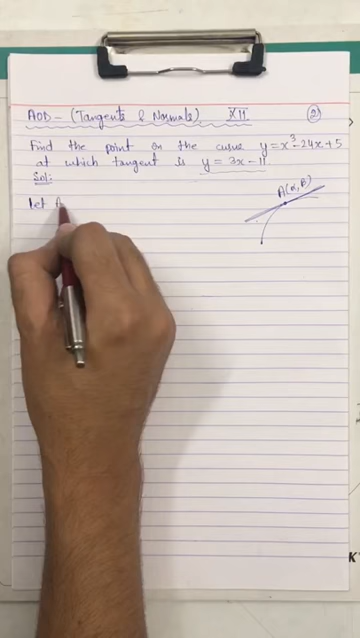 AOD - (Tangents & Normals) XII (2)
Find the point on the curve y = x³ - 24x + 5
at which tangent is y = 3x - 11
Sol:
A(α, β)
Let A
K